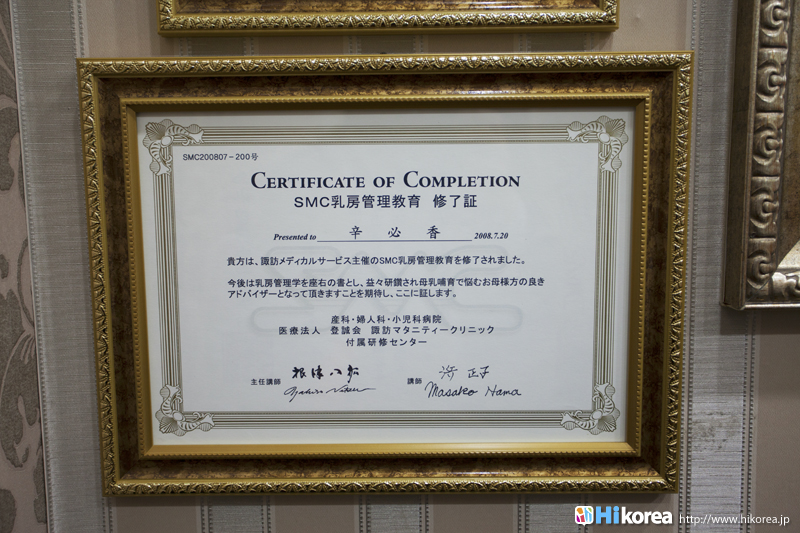 SMC200807-200号
CERTIFICATE OF COMPLETION
SMC乳房管理教育 修了証
Presented to 辛必香 2008.7.20
貴方は、諏訪メディカルサービス主催のSMC乳房管理教育を修了されました。
今後は乳房管理学を座右の書とし、益々研鑽され母乳哺育で悩むお母様方の良き
アドバイザーとなって頂きますことを期待し、ここに証します。
産科・婦人科・小児科病院
医療法人 登誠会 諏訪マタニティークリニック
付属研修センター
主任講師 根津八紘 講師 正子
Masako Hama
Hikorea http://www.hikorea.jp